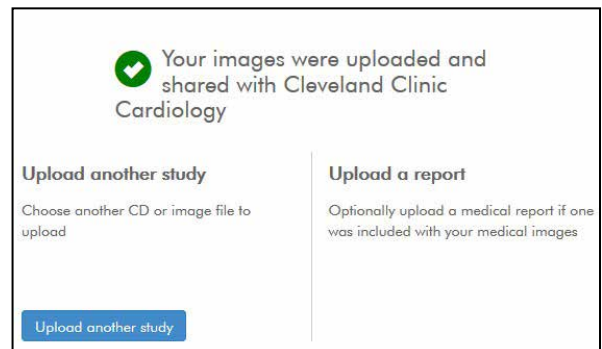 Your images were uploaded and
shared with Cleveland Clinic
Cardiology
Upload another study
Choose another CD or image file to
upload
Upload another study
Upload a report
Optionally upload a medical report if one
was included with your medical images